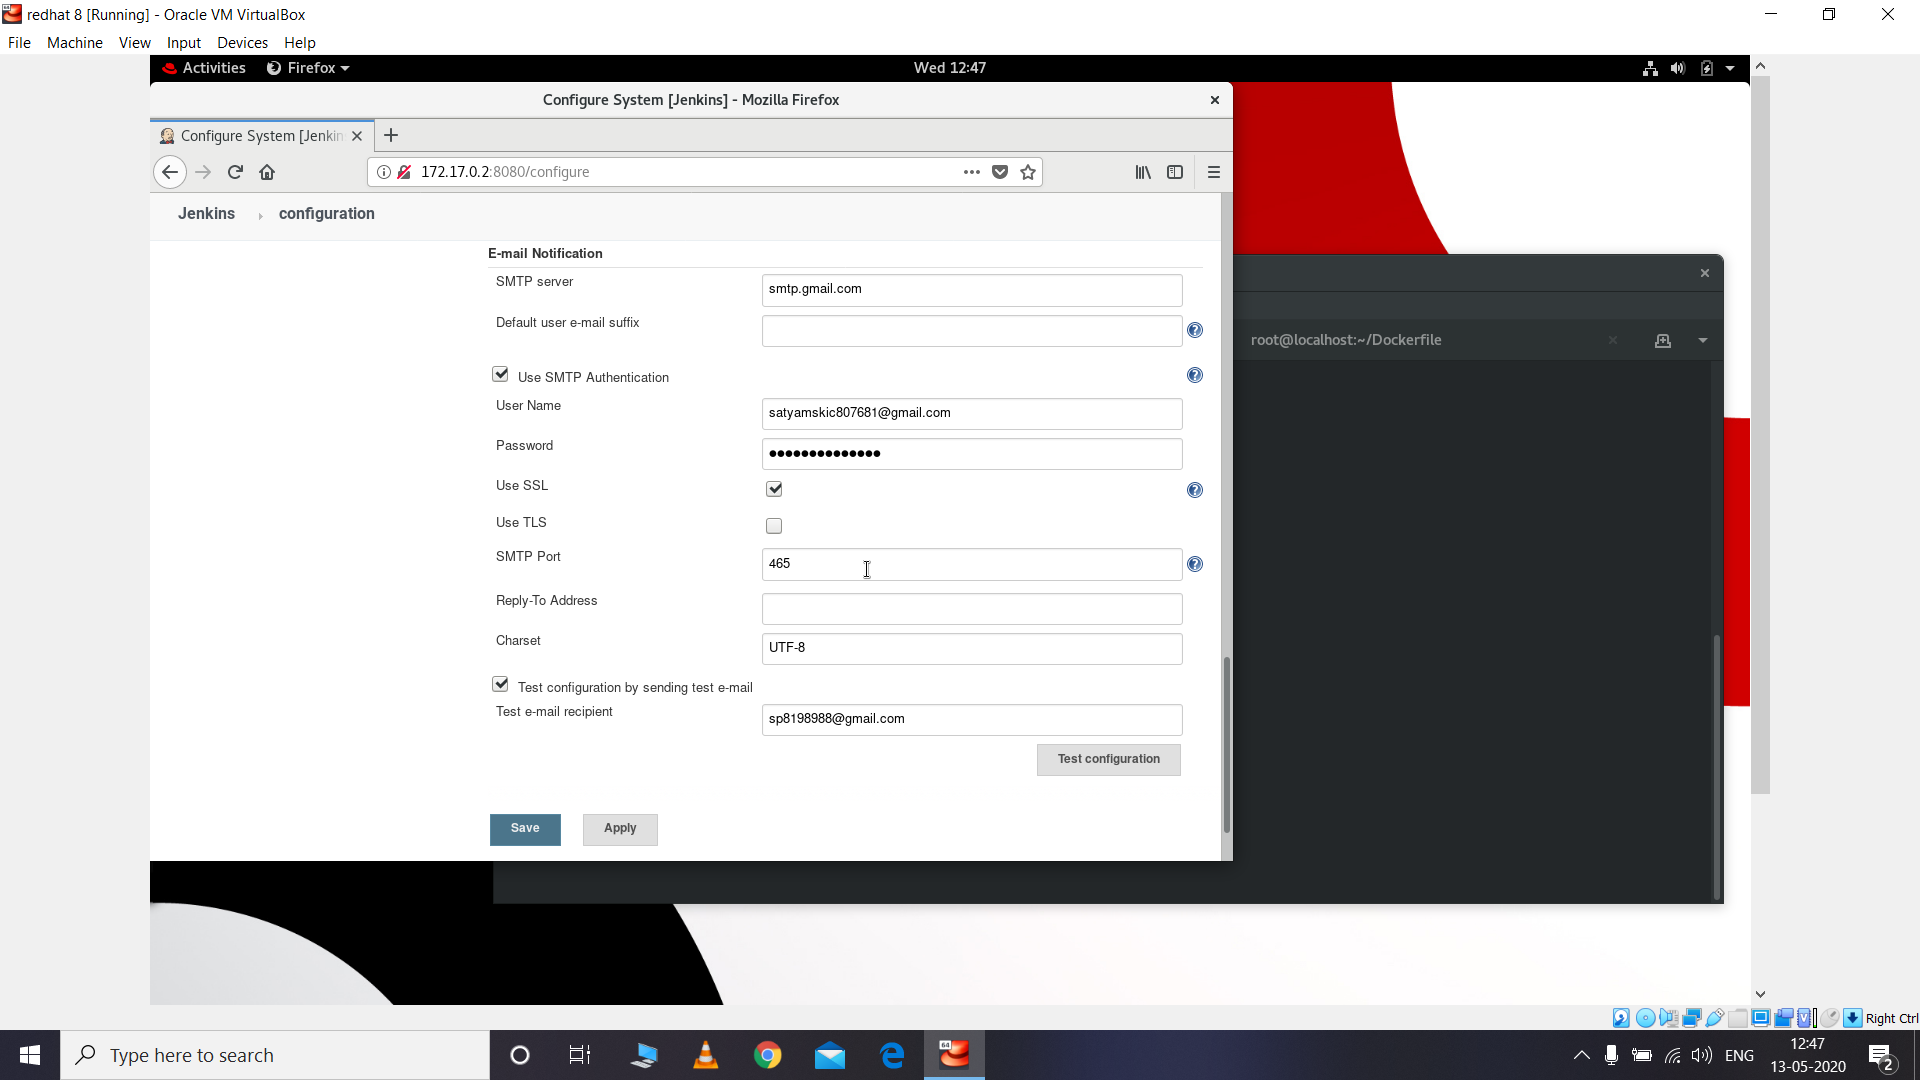 redhat 8 [Running] - Oracle VM VirtualBox
File Machine View Input Devices Help
Activities Firefox Wed 12:47
Configure System [Jenkins] - Mozilla Firefox
Configure System [Jenkin
172.17.0.2:8080/configure
Jenkins configuration
E-mail Notification
SMTP server smtp.gmail.com
Default user e-mail suffix
Use SMTP Authentication
User Name satyamskic807681@gmail.com
Password ••••••••••••••
Use SSL
Use TLS
SMTP Port 465
Reply-To Address
Charset UTF-8
Test configuration by sending test e-mail
Test e-mail recipient sp8198988@gmail.com
Test configuration
Save Apply
root@localhost:~/Dockerfile
Right Ctrl
Type here to search
64
ENG
12:47
13-05-2020
2